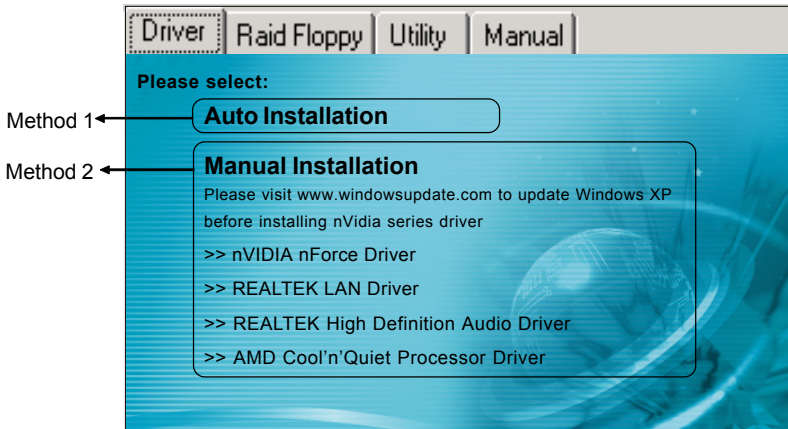 Driver Raid Floppy Utility Manual
Please select:
Method 1
Auto Installation
Method 2
Manual Installation
Please visit www.windowsupdate.com to update Windows XP
before installing nVidia series driver
>> nVIDIA nForce Driver
>> REALTEK LAN Driver
>> REALTEK High Definition Audio Driver
>> AMD Cool’n’Quiet Processor Driver